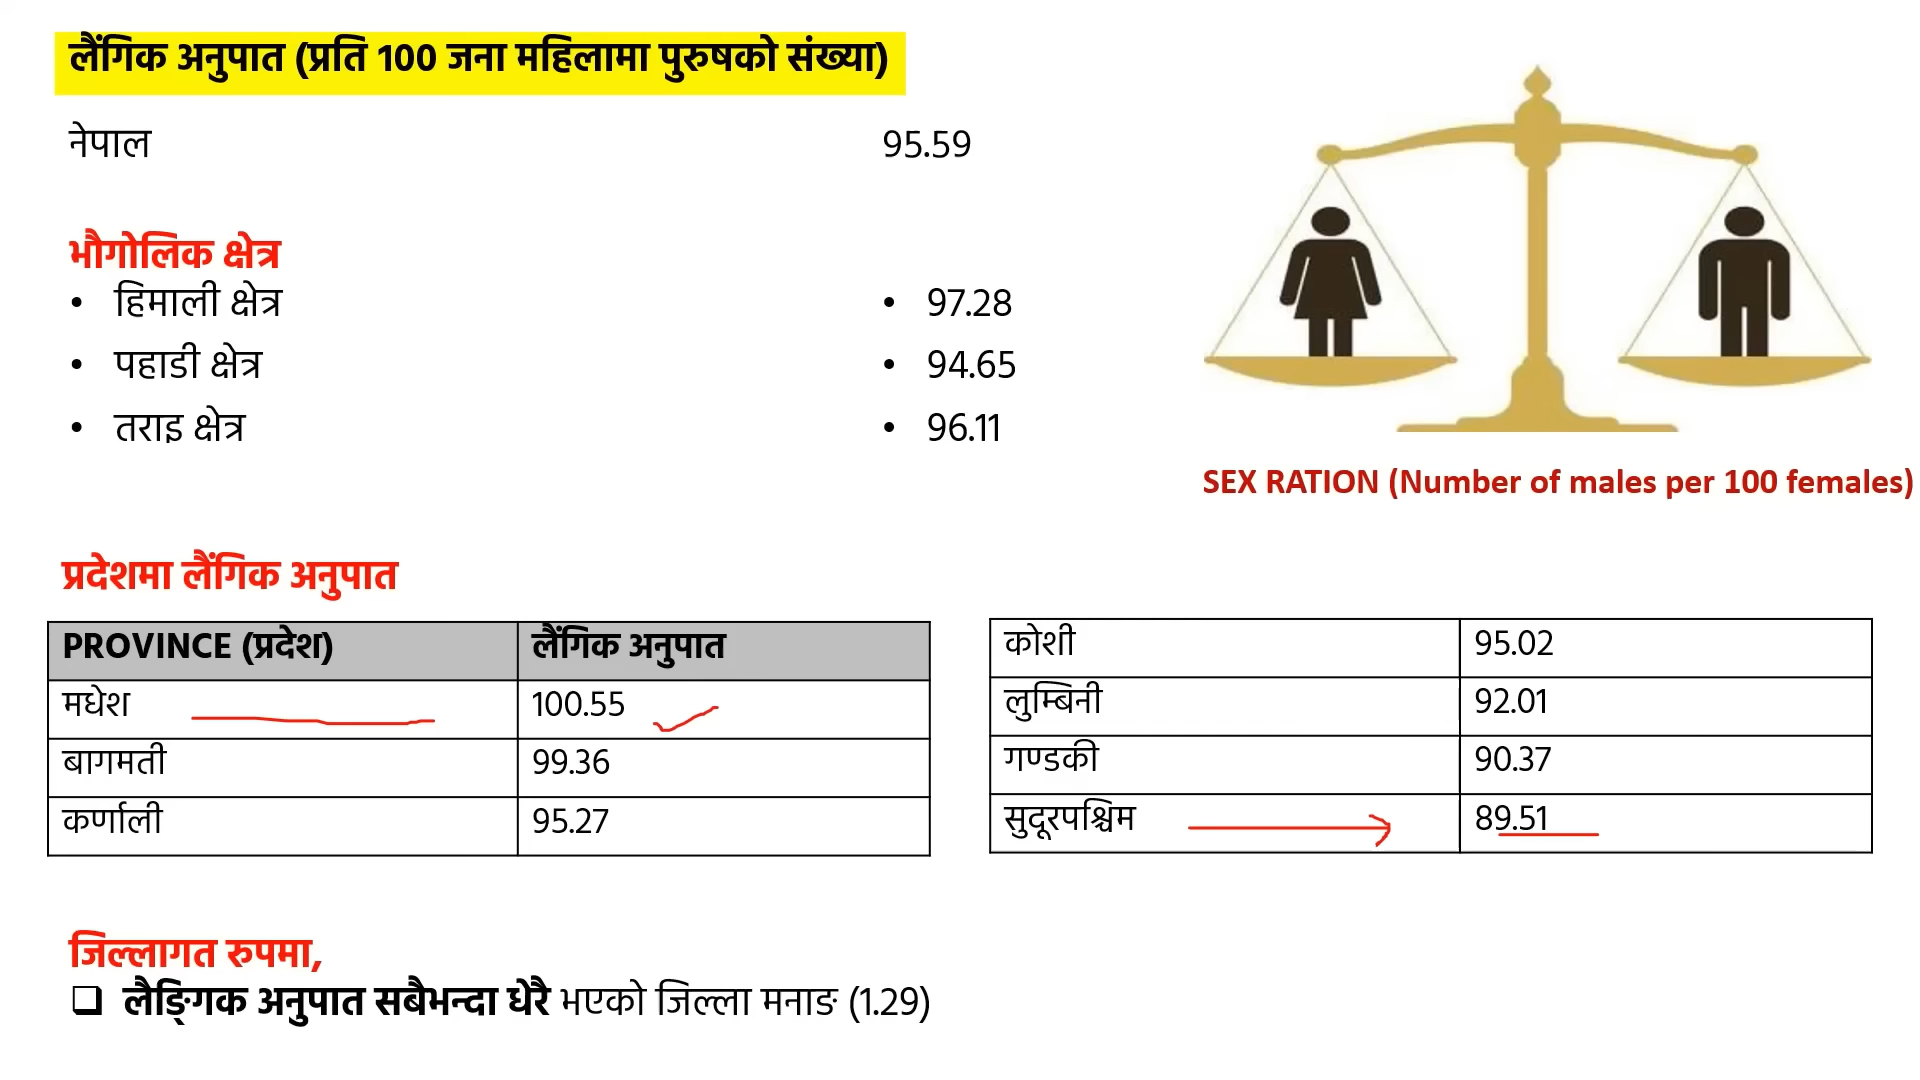 लैंगिक अनुपात (प्रति 100 जना महिलामा पुरुषको संख्या)
नेपाल 95.59
भौगोलिक क्षेत्र
• हिमाली क्षेत्र • 97.28
• पहाडी क्षेत्र • 94.65
• तराइ क्षेत्र • 96.11
SEX RATION (Number of males per 100 females)
प्रदेशमा लैंगिक अनुपात
PROVINCE (प्रदेश) लैंगिक अनुपात
मधेश 100.55
बागमती 99.36
कर्णाली 95.27
कोशी 95.02
लुम्बिनी 92.01
गण्डकी 90.37
सुदूरपश्चिम 89.51
जिल्लागत रुपमा,
❑ लैङ्गिक अनुपात सबैभन्दा धेरै भएको जिल्ला मनाङ (1.29)